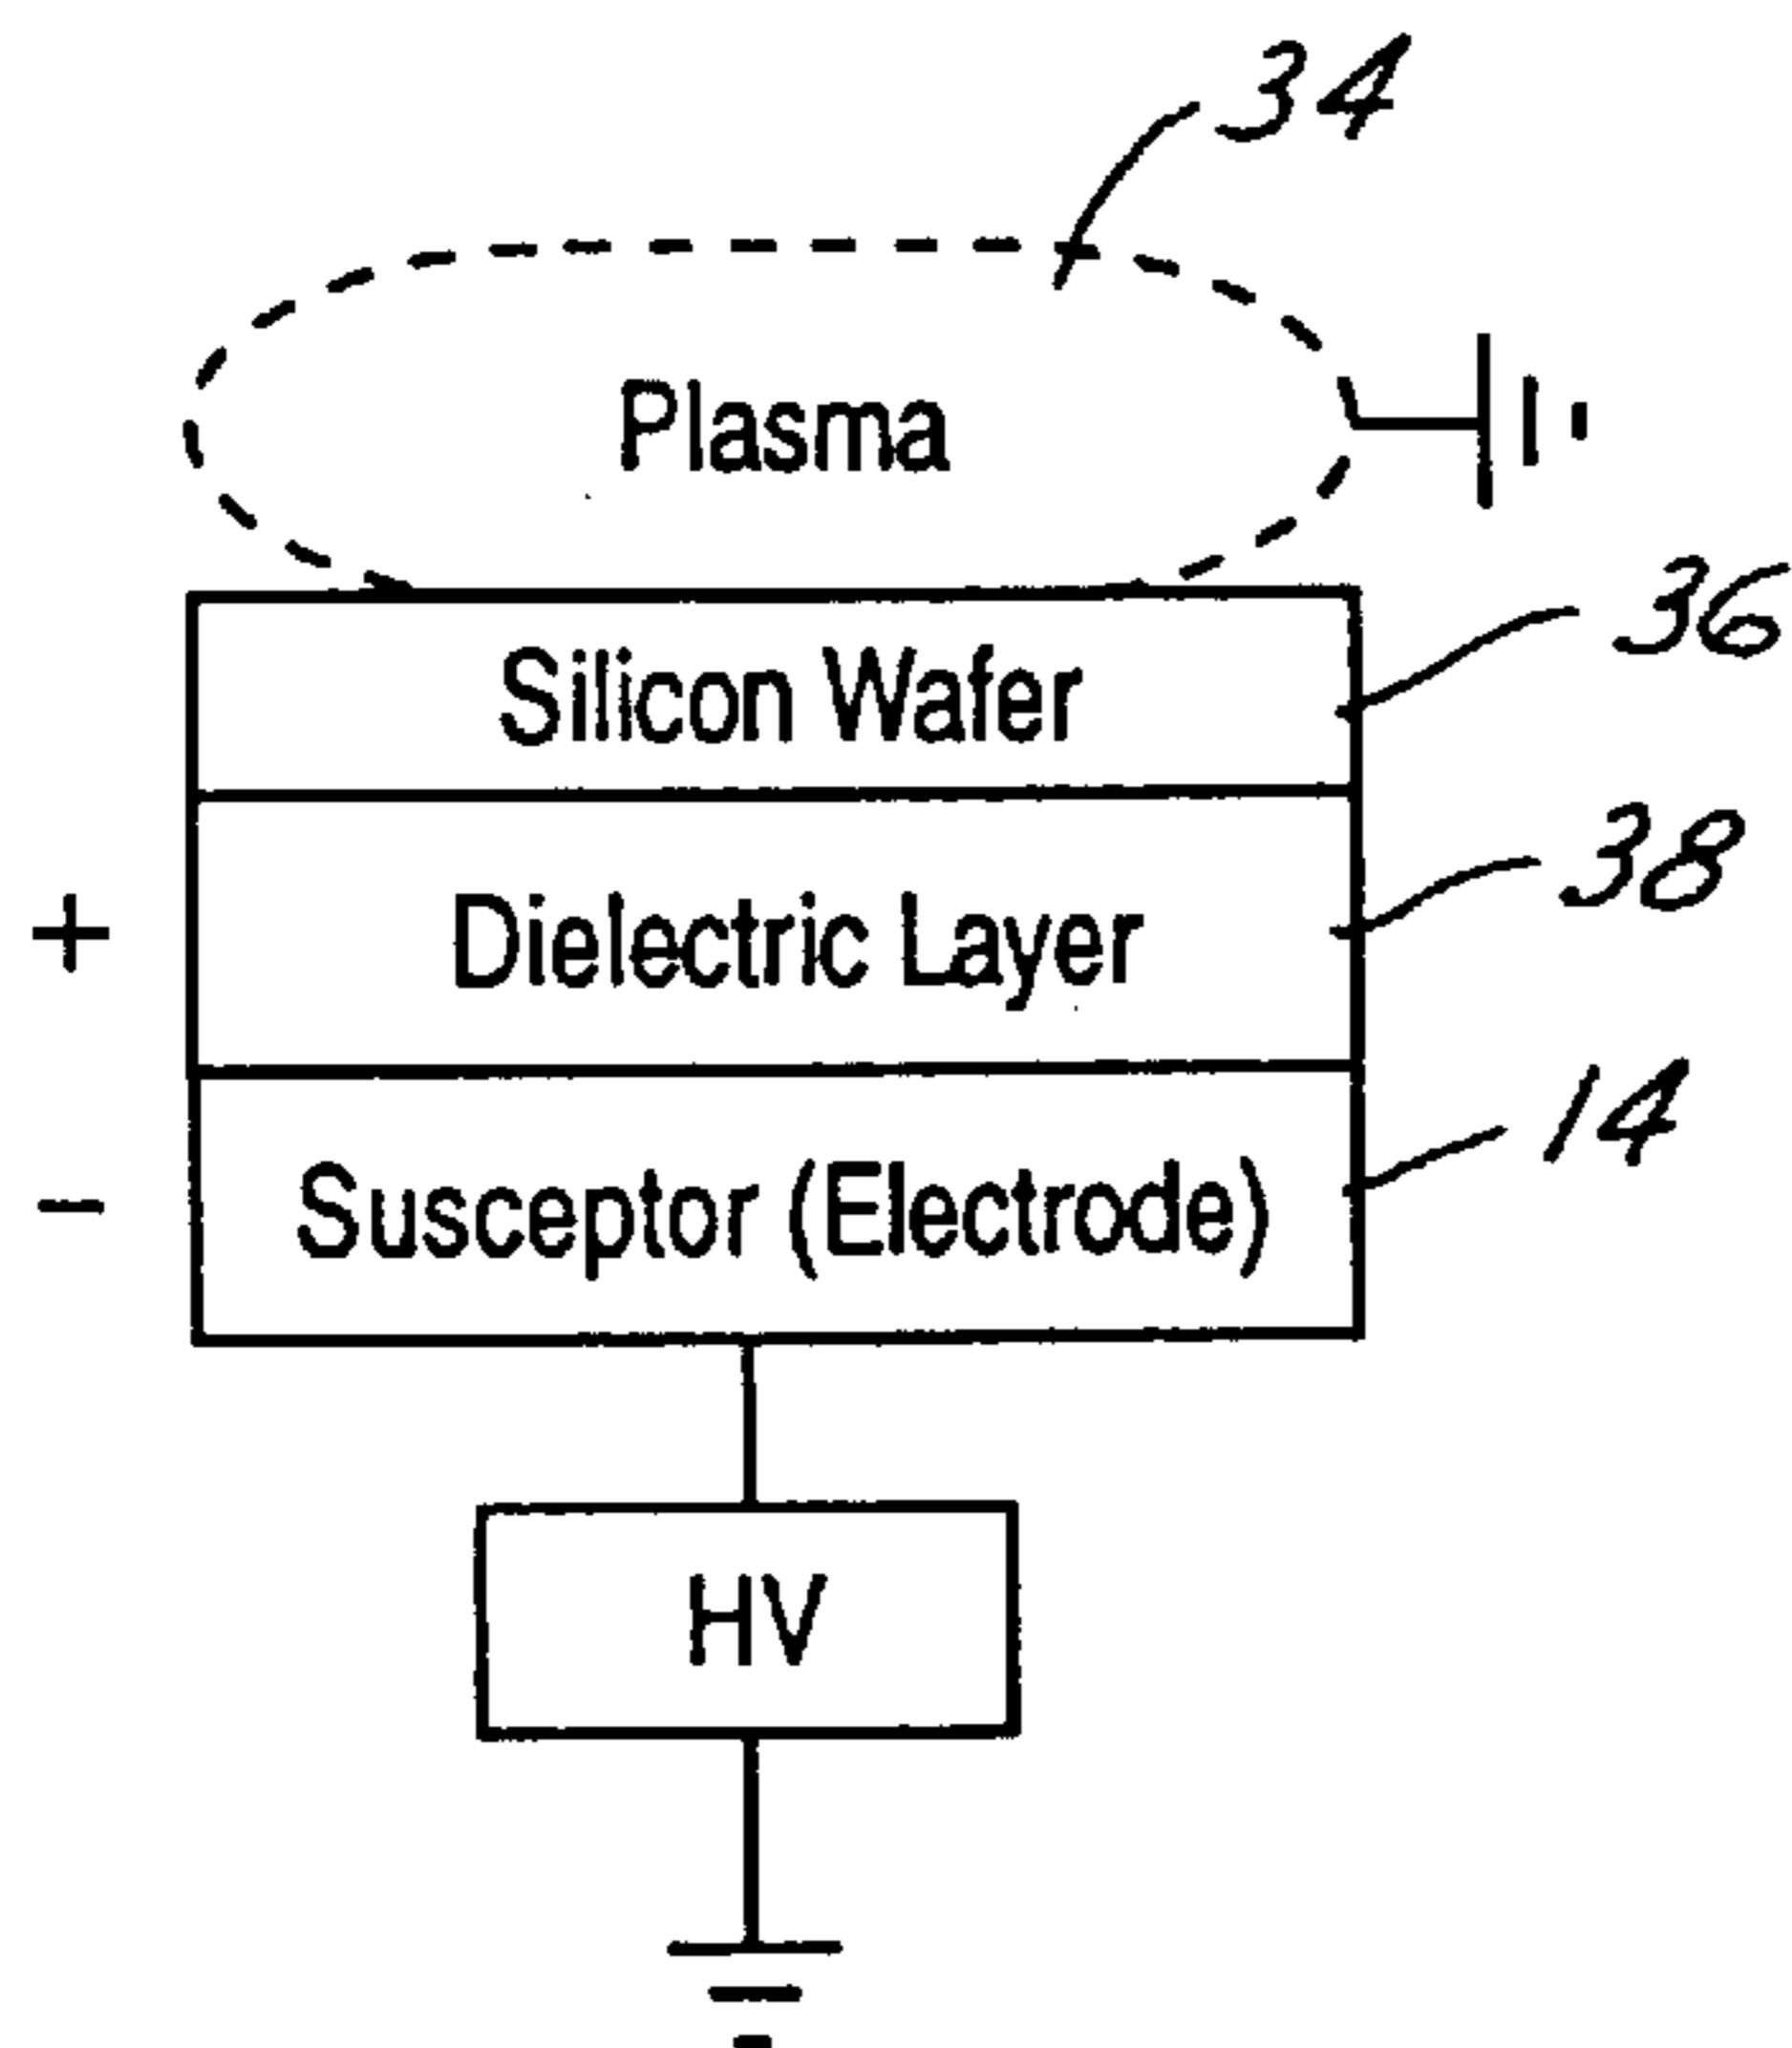 34
Plasma
Silicon Wafer
36
+
Dielectric Layer
38
-
Susceptor (Electrode)
14
HV